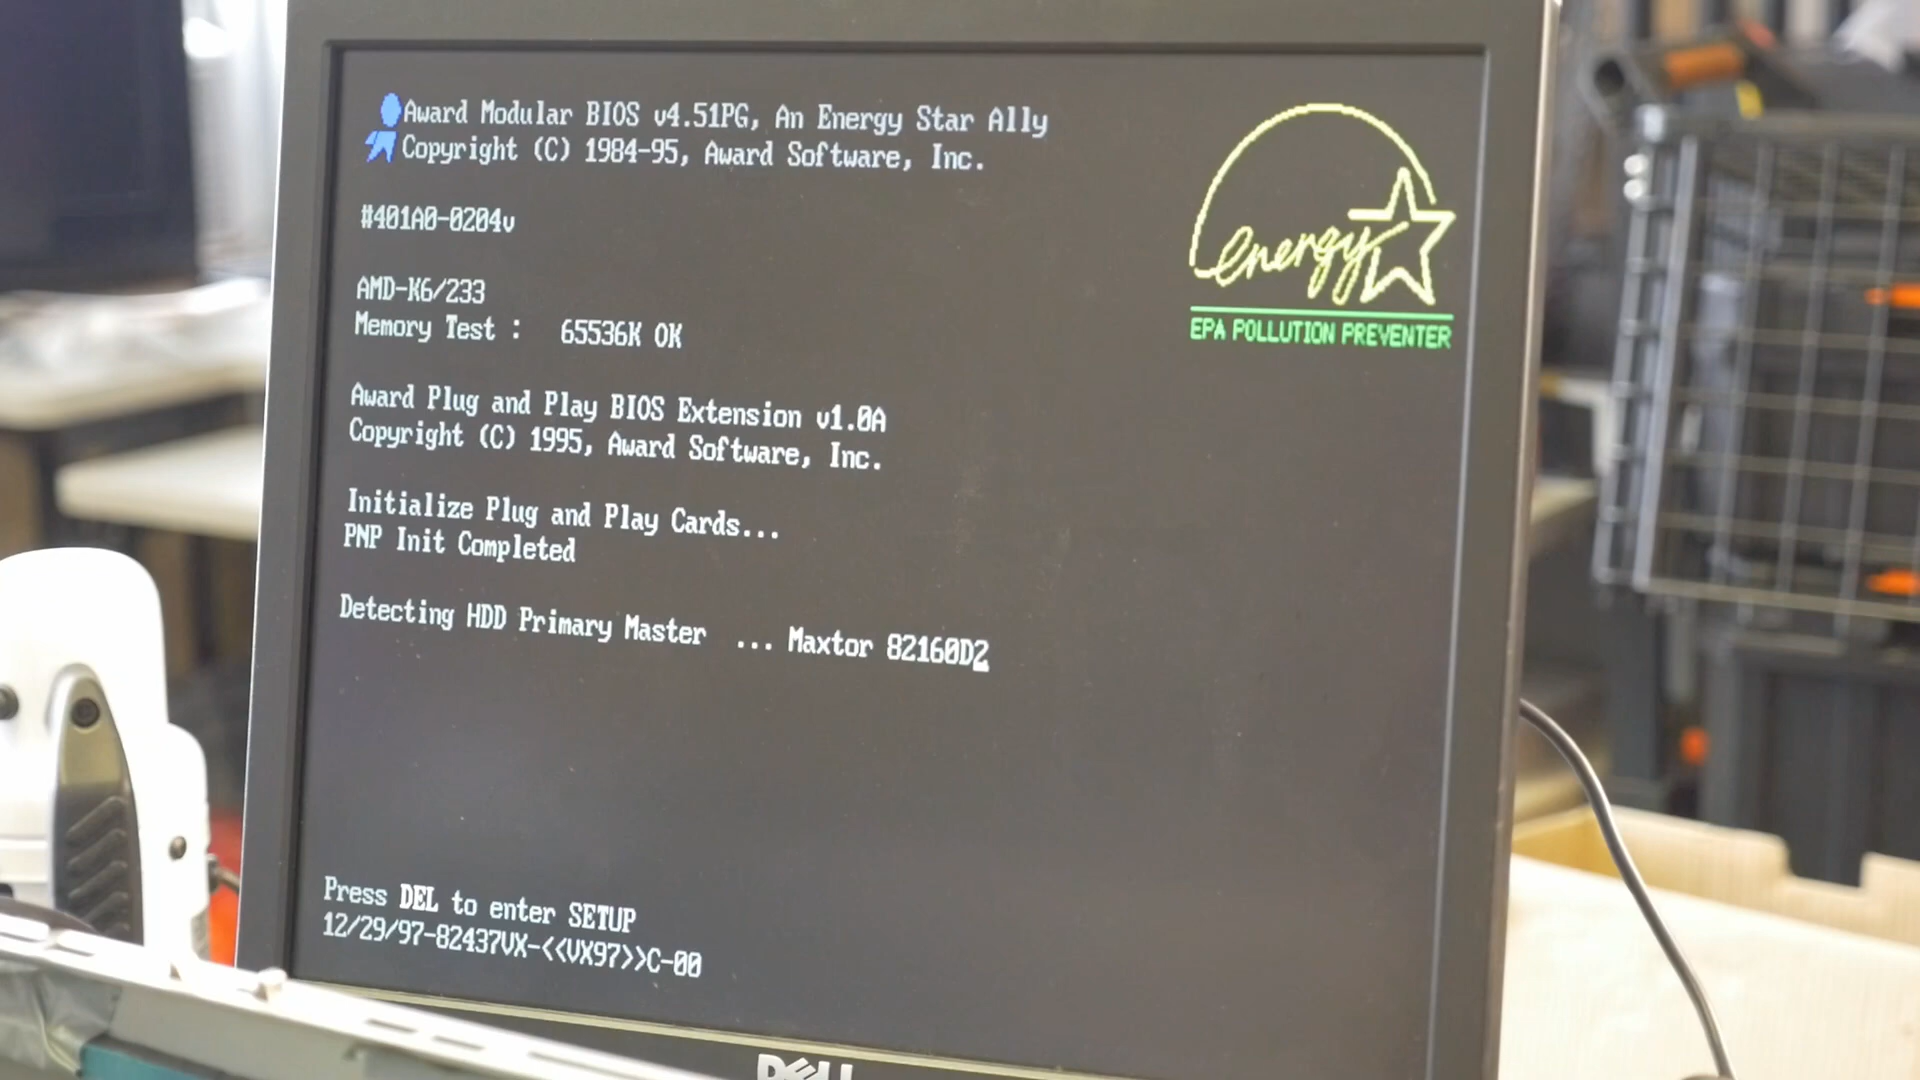 Award Modular BIOS v4.51PG, An Energy Star Ally
Copyright (C) 1984-95, Award Software, Inc.
#401A0-0204v
AMD-K6/233
Memory Test :   65536K OK
Award Plug and Play BIOS Extension v1.0A
Copyright (C) 1995, Award Software, Inc.
Initialize Plug and Play Cards...
PNP Init Completed
Detecting HDD Primary Master  ... Maxtor 82160D2
energy
EPA POLLUTION PREVENTER
Press DEL to enter SETUP
12/29/97-82437VX-<<VX97>>C-00
DELL